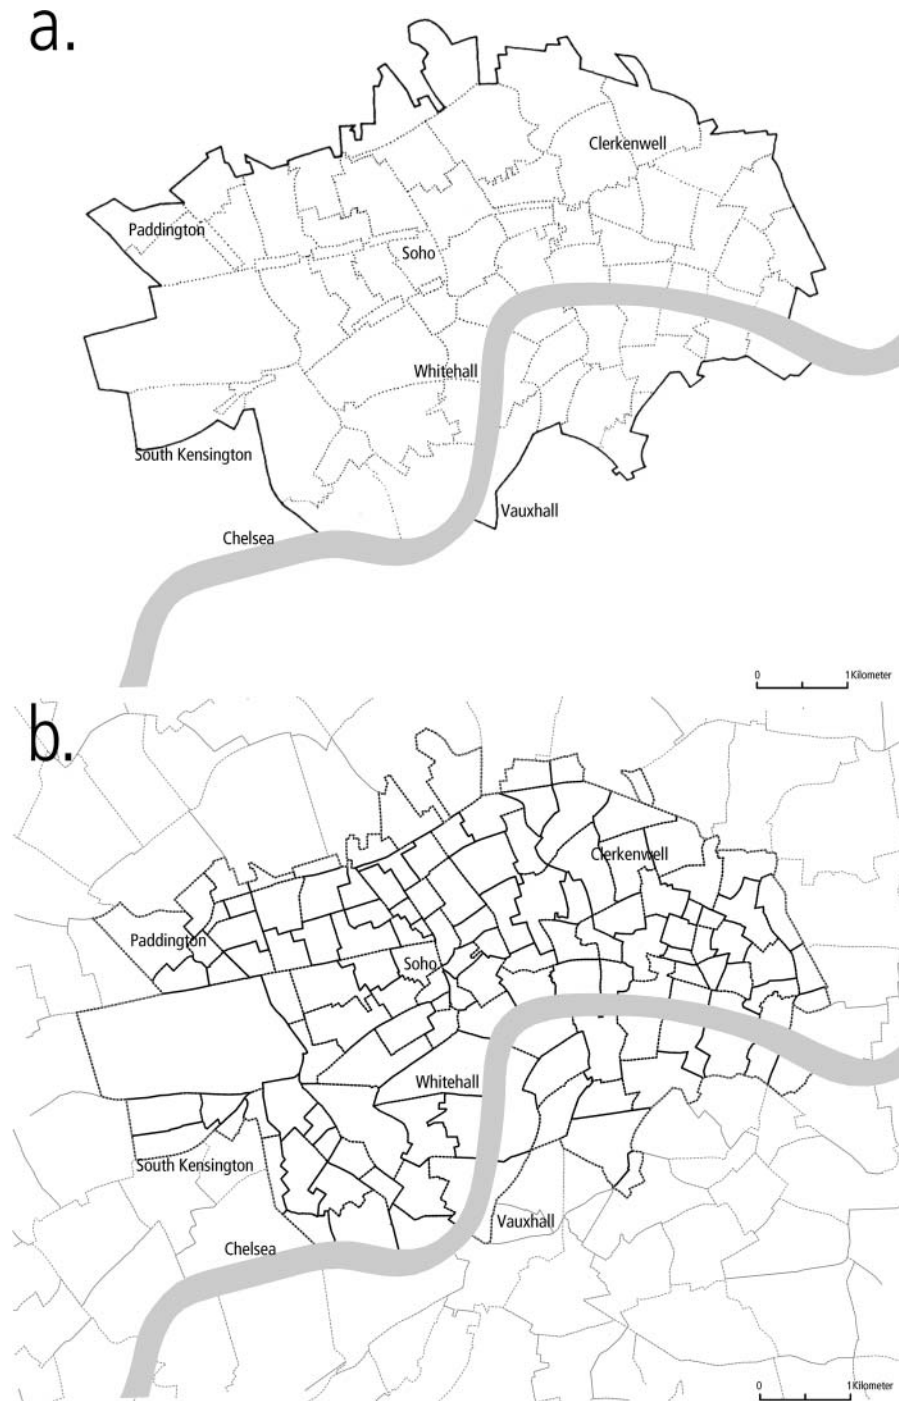 a.
Clerkenwell
Paddington
Soho
Whitehall
South Kensington
Vauxhall
Chelsea
0 1 Kilometer
b.
Clerkenwell
Paddington
Soho
Whitehall
South Kensington
Vauxhall
Chelsea
0 1 Kilometer